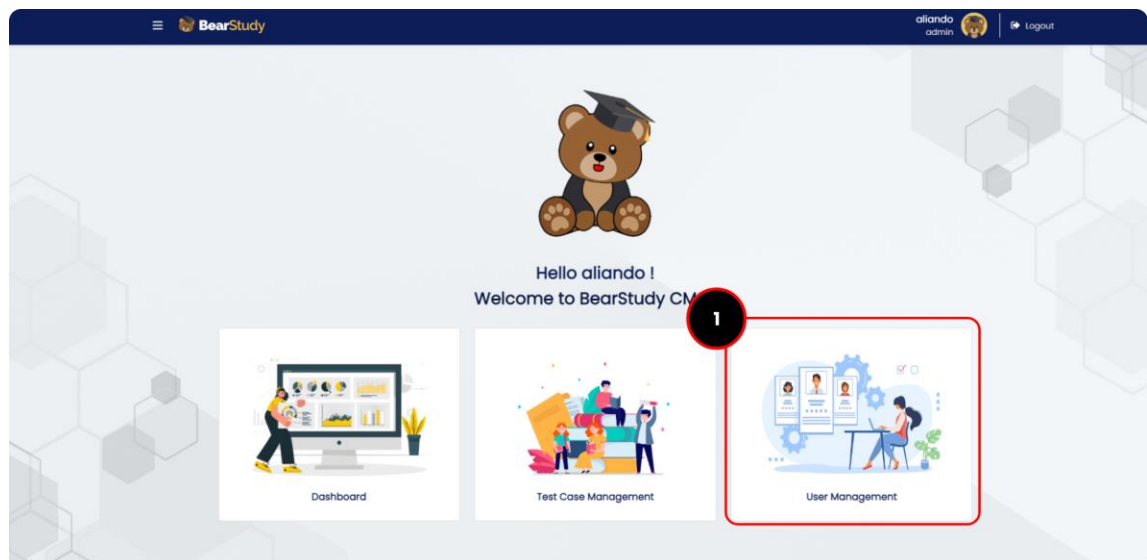 BearStudy
aliando
admin
Logout
Hello aliando !
Welcome to BearStudy CM
1
Dashboard
Test Case Management
User Management